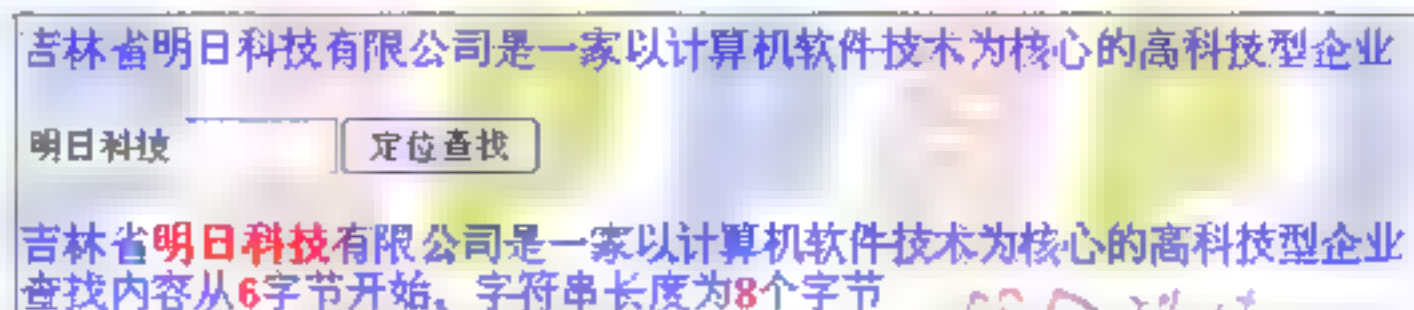 吉林省明日科技有限公司是一家以计算机软件技术为核心的高科技型企业
明日科技 定位查找
吉林省明日科技有限公司是一家以计算机软件技术为核心的高科技型企业
查找内容从6字节开始，字符串长度为8个字节